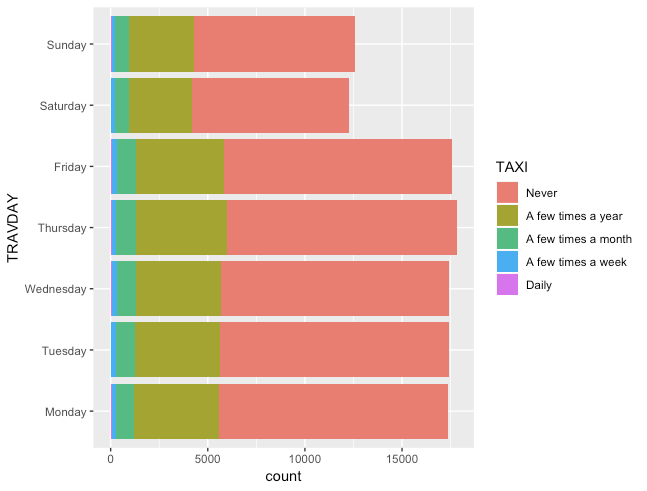 TRAVDAY
Sunday
Saturday
Friday
Thursday
Wednesday
Tuesday
Monday
0 5000 10000 15000
count
TAXI
Never
A few times a year
A few times a month
A few times a week
Daily